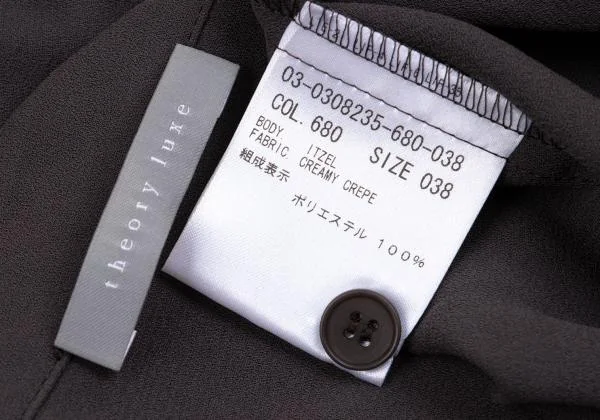 theory luxe
03-0308235-680-038
COL. 680 SIZE 038
BODY ITZEL
FABRIC CREAMY CREPE
組成表示
ポリエステル 100%